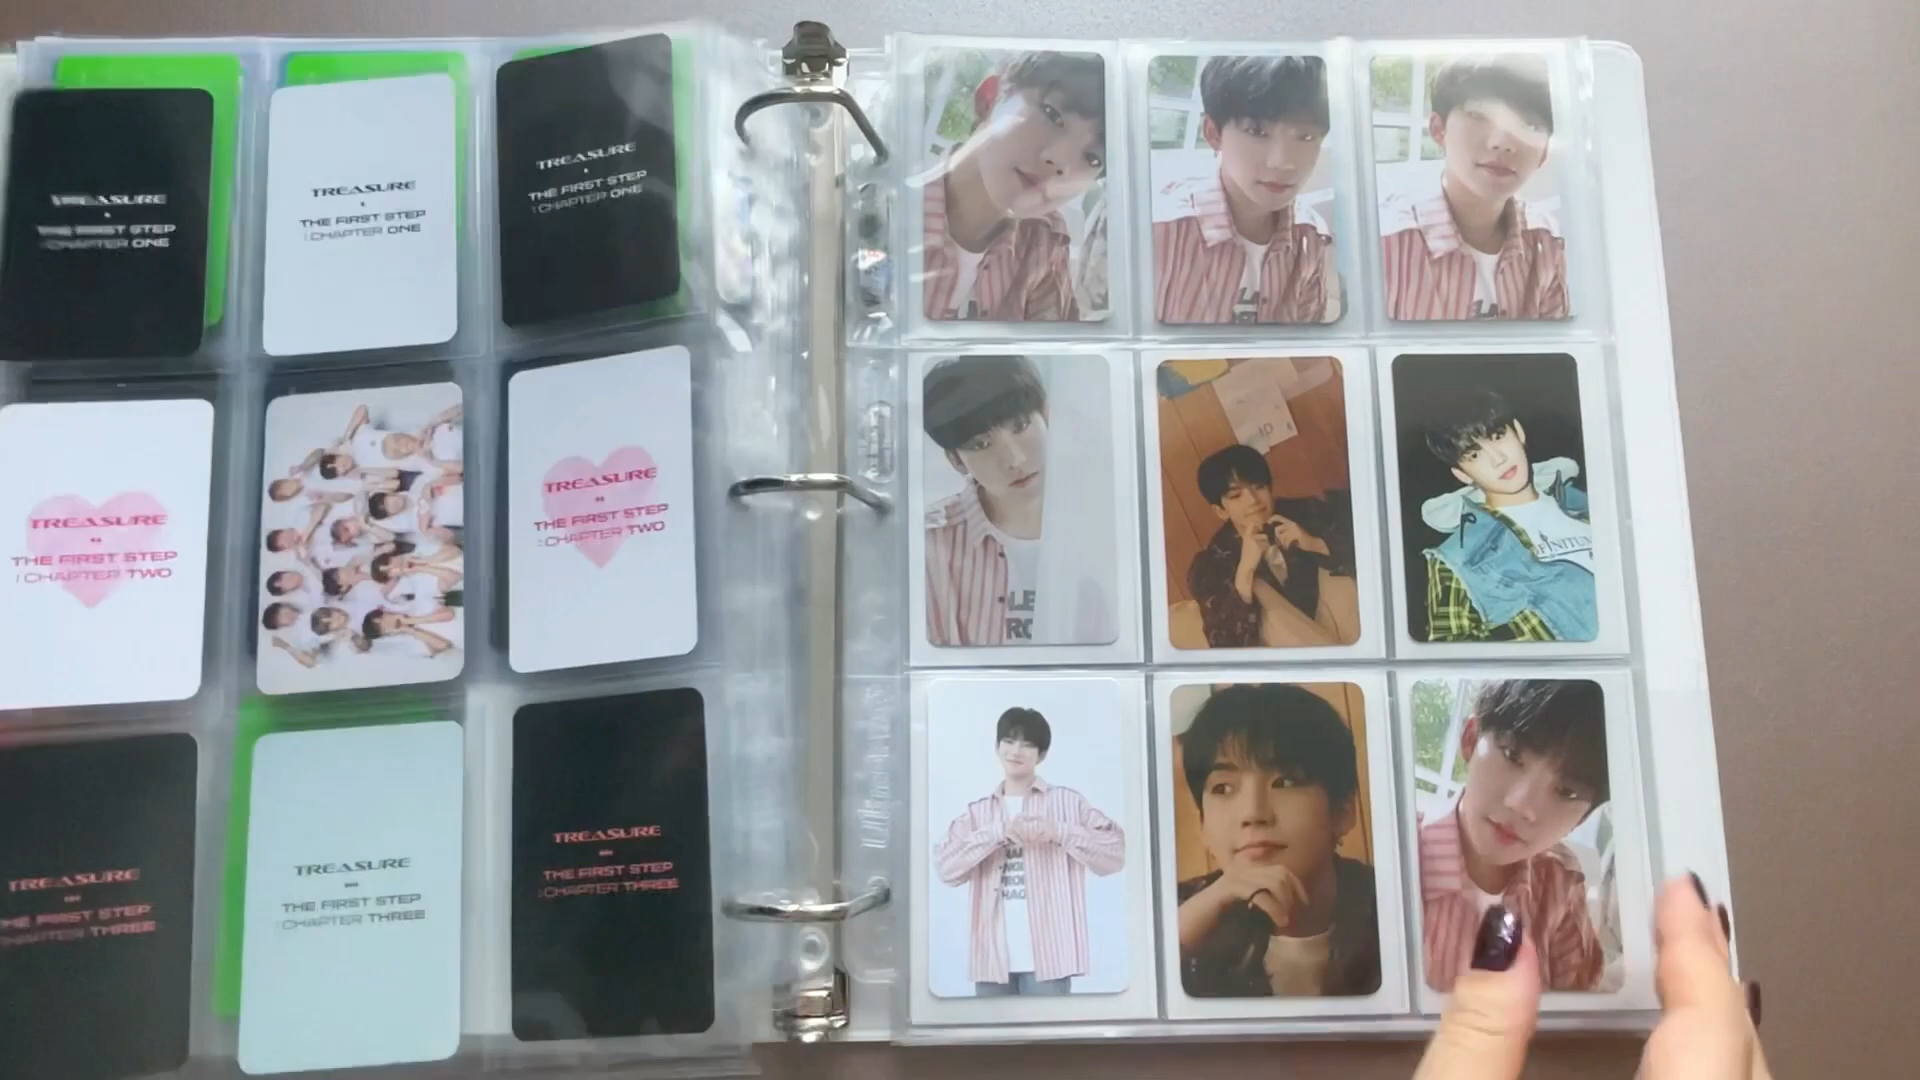 TREASURE
THE FIRST STEP
: CHAPTER ONE
TREASURE
THE FIRST STEP
: CHAPTER ONE
TREASURE
THE FIRST STEP
: CHAPTER ONE
TREASURE
THE FIRST STEP
: CHAPTER TWO
TREASURE
THE FIRST STEP
: CHAPTER TWO
TREASURE
THE FIRST STEP
: CHAPTER THREE
TREASURE
THE FIRST STEP
: CHAPTER THREE
TREASURE
THE FIRST STEP
: CHAPTER THREE